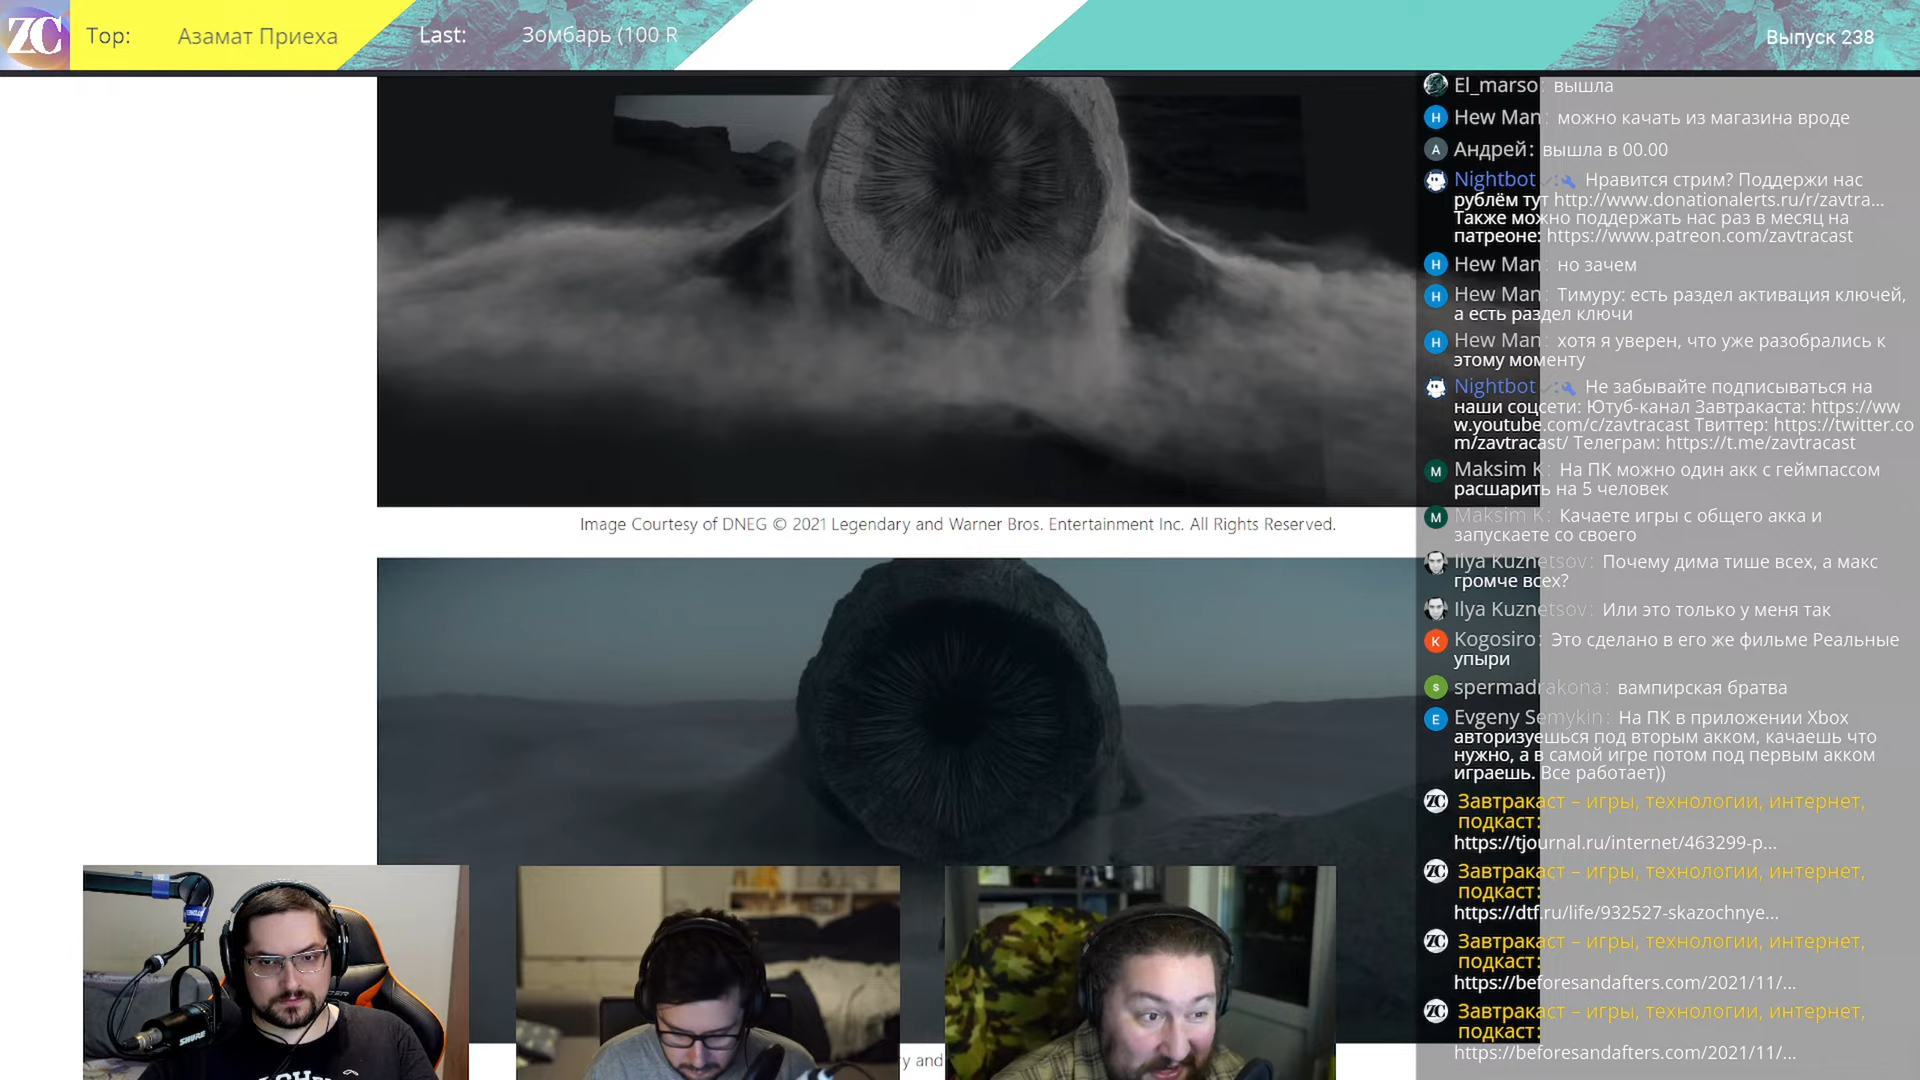 ZC
Top:
Азамат Приеха
Last:
Зомбарь (100 R
Выпуск 238
El_marso: вышла
Hew Man: можно качать из магазина вроде
Андрей: вышла в 00.00
Nightbot: Нравится стрим? Поддержи нас
рублём тут http://www.donationalerts.ru/r/zavtra...
Также можно поддержать нас раз в месяц на
патреоне: https://www.patreon.com/zavtracast
Hew Man: но зачем
Hew Man: Тимуру: есть раздел активация ключей,
а есть раздел ключи
Hew Man: хотя я уверен, что уже разобрались к
этому моменту
Nightbot: Не забывайте подписываться на
наши соцсети: Ютуб-канал Завтракаста: https://ww
w.youtube.com/c/zavtracast Твиттер: https://twitter.co
m/zavtracast/ Телеграм: https://t.me/zavtracast
Maksim K: На ПК можно один акк с геймпассом
расшарить на 5 человек
Maksim K: Качаете игры с общего акка и
запускаете со своего
Ilya Kuznetsov: Почему дима тише всех, а макс
громче всех?
Ilya Kuznetsov: Или это только у меня так
Kogosiro: Это сделано в его же фильме Реальные
упыри
spermadrakona: вампирская братва
Evgeny Semykin: На ПК в приложении Xbox
авторизуешься под вторым акком, качаешь что
нужно, а в самой игре потом под первым акком
играешь. Все работает))
ZC Завтракаст – игры, технологии, интернет,
подкаст:
https://tjournal.ru/internet/463299-p...
ZC Завтракаст – игры, технологии, интернет,
подкаст:
https://dtf.ru/life/932527-skazochnye...
ZC Завтракаст – игры, технологии, интернет,
подкаст:
https://beforesandafters.com/2021/11/...
ZC Завтракаст – игры, технологии, интернет,
подкаст:
https://beforesandafters.com/2021/11/...
Image Courtesy of DNEG © 2021 Legendary and Warner Bros. Entertainment Inc. All Rights Reserved.
y and
SHURE